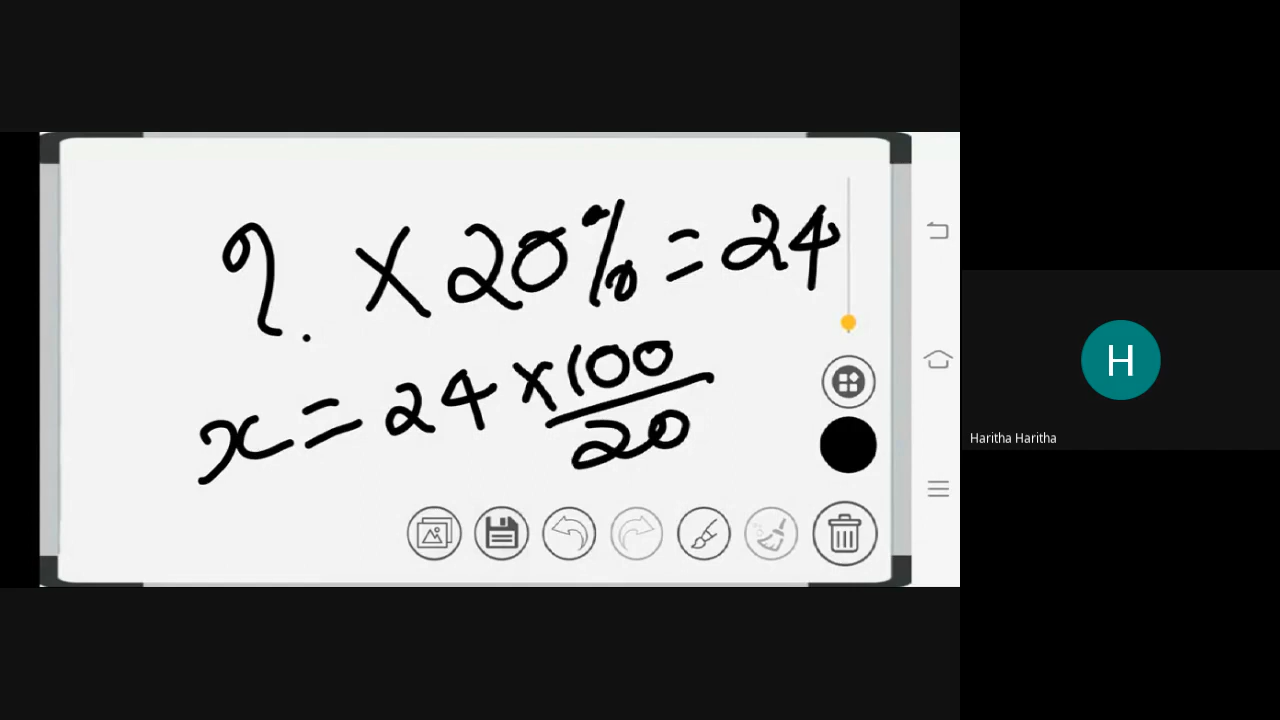 ? × 20% = 24
x = 24 × 100/20
H
Haritha Haritha